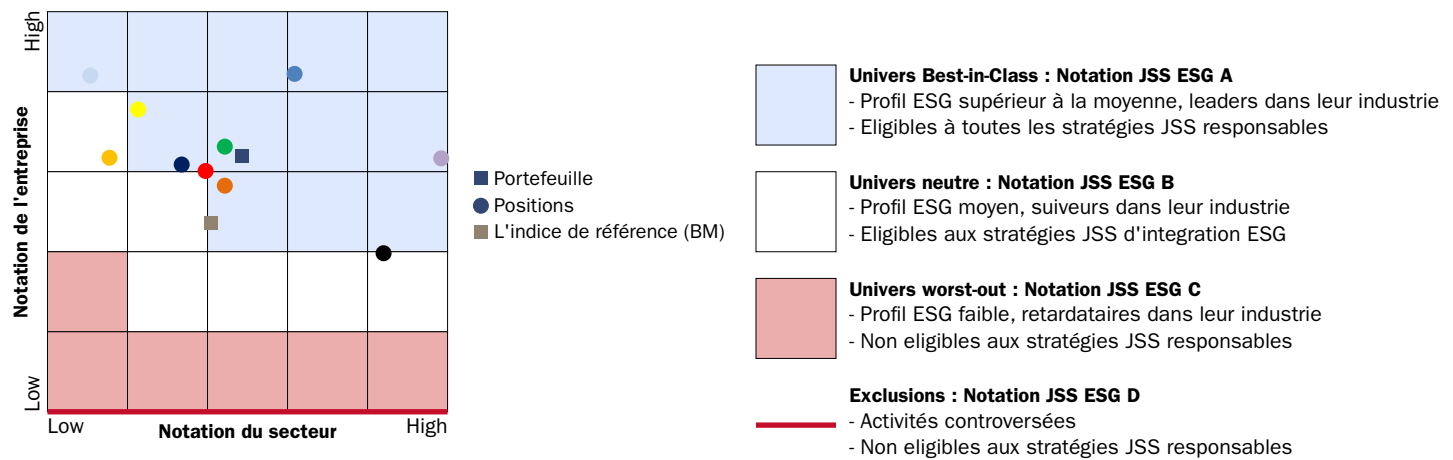 High
Notation de l'entreprise
Low
Low
Notation du secteur
High
Portefeuille
Positions
L'indice de référence (BM)
Univers Best-in-Class : Notation JSS ESG A
- Profil ESG supérieur à la moyenne, leaders dans leur industrie
- Eligibles à toutes les stratégies JSS responsables
Univers neutre : Notation JSS ESG B
- Profil ESG moyen, suiveurs dans leur industrie
- Eligibles aux stratégies JSS d'integration ESG
Univers worst-out : Notation JSS ESG C
- Profil ESG faible, retardataires dans leur industrie
- Non eligibles aux stratégies JSS responsables
Exclusions : Notation JSS ESG D
- Activités controversées
- Non eligibles aux stratégies JSS responsables